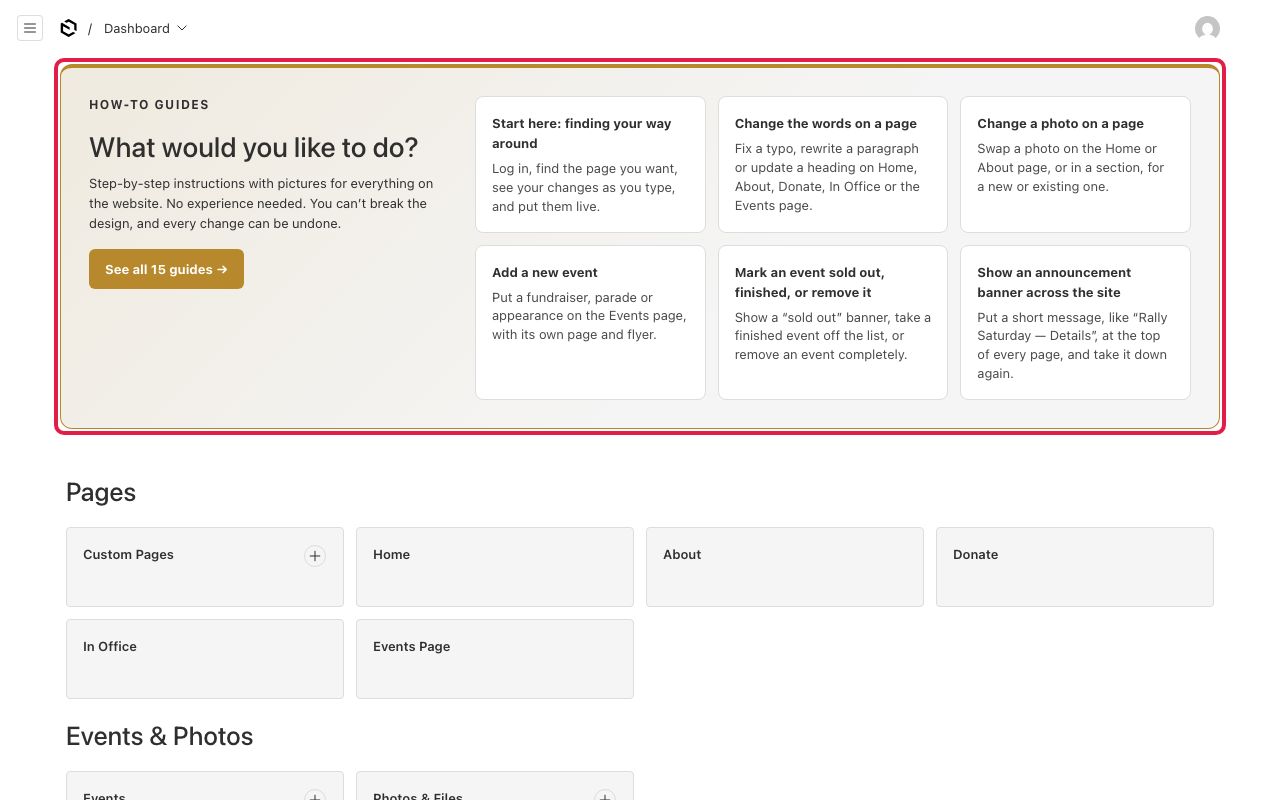 / Dashboard
HOW-TO GUIDES
What would you like to do?
Step-by-step instructions with pictures for everything on
the website. No experience needed. You can’t break the
design, and every change can be undone.
See all 15 guides →
Start here: finding your way
around
Log in, find the page you want,
see your changes as you type,
and put them live.
Change the words on a page
Fix a typo, rewrite a paragraph
or update a heading on Home,
About, Donate, In Office or the
Events page.
Change a photo on a page
Swap a photo on the Home or
About page, or in a section, for
a new or existing one.
Add a new event
Put a fundraiser, parade or
appearance on the Events page,
with its own page and flyer.
Mark an event sold out,
finished, or remove it
Show a “sold out” banner, take a
finished event off the list, or
remove an event completely.
Show an announcement
banner across the site
Put a short message, like “Rally
Saturday — Details”, at the top
of every page, and take it down
again.
Pages
Custom Pages
Home
About
Donate
In Office
Events Page
Events & Photos
Events
Photos & Files